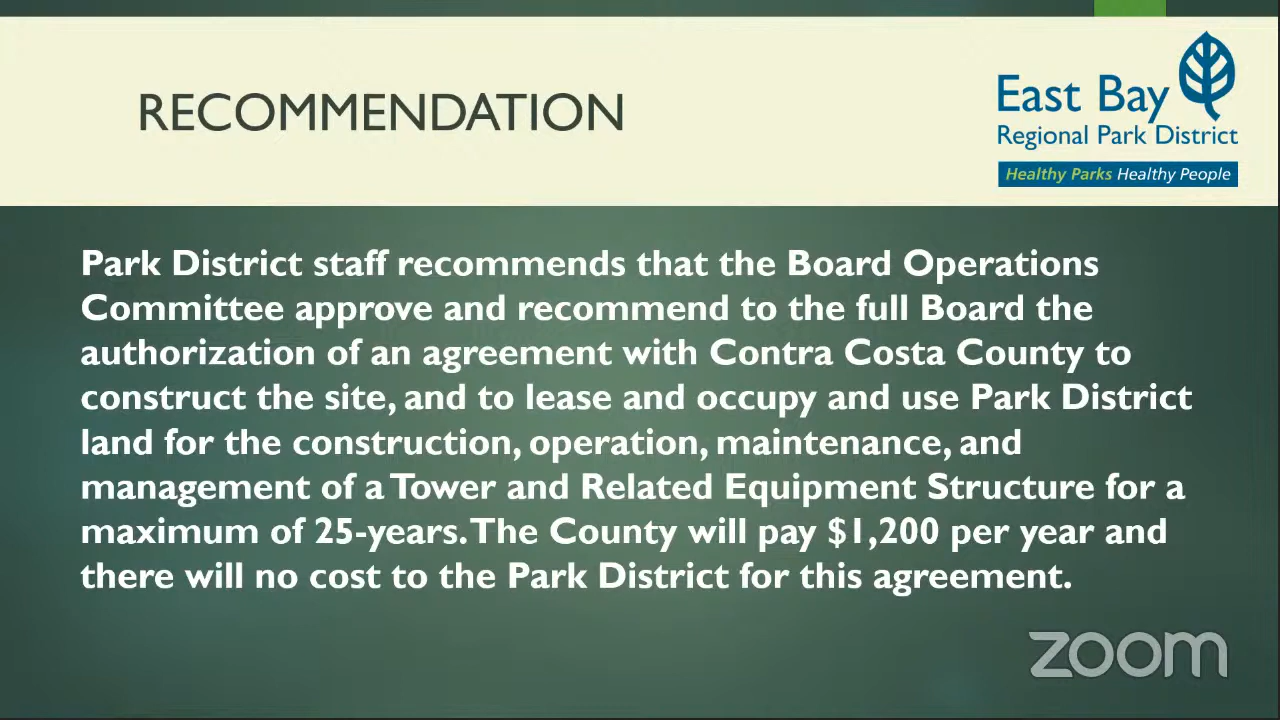 RECOMMENDATION
East Bay
Regional Park District
Healthy Parks Healthy People
Park District staff recommends that the Board Operations
Committee approve and recommend to the full Board the
authorization of an agreement with Contra Costa County to
construct the site, and to lease and occupy and use Park District
land for the construction, operation, maintenance, and
management of a Tower and Related Equipment Structure for a
maximum of 25-years. The County will pay $1,200 per year and
there will no cost to the Park District for this agreement.
zoom